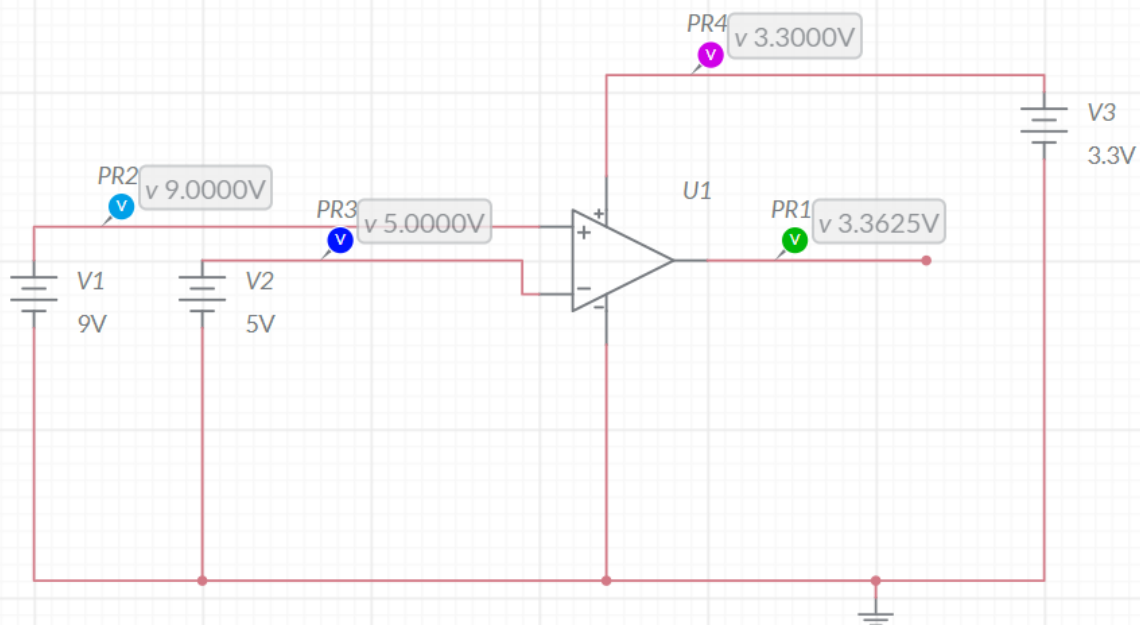 PR4
v 3.3000V
V
V3
3.3V
PR2
v 9.0000V
V
PR3
v 5.0000V
V
U1
PR1
v 3.3625V
V
+
+
−
−
V1
9V
V2
5V